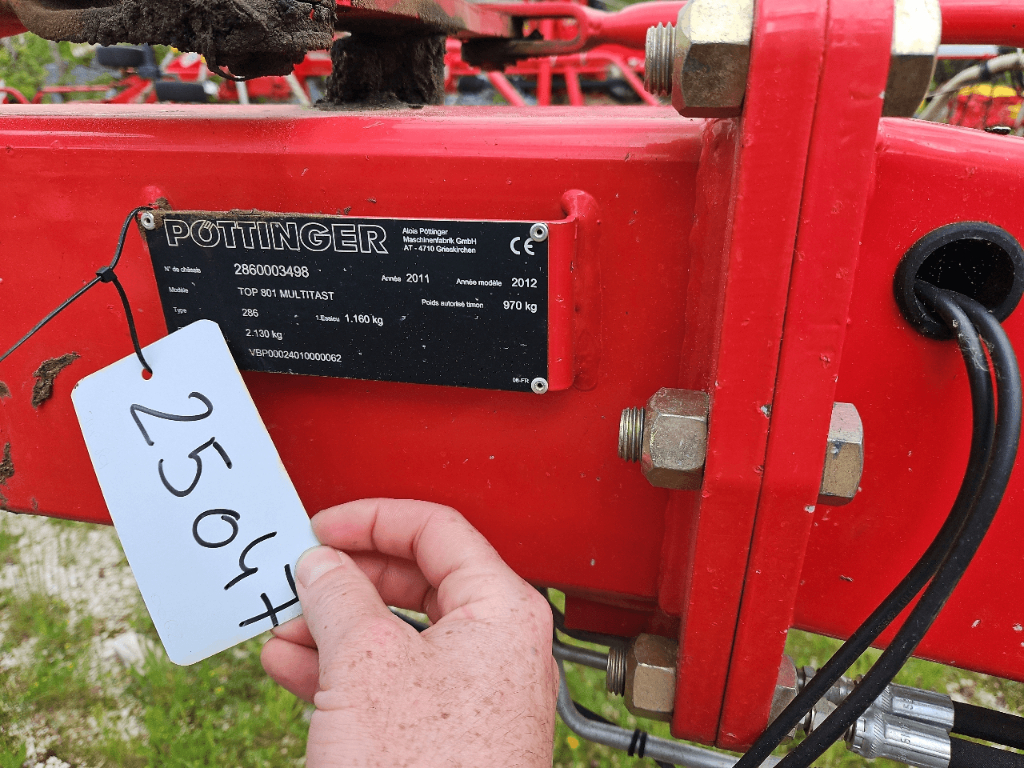 PÖTTINGER
Alois Pöttinger
Maschinenfabrik GmbH
AT - 4710 Grieskirchen
CE
N° de châssis 2860003498 Année 2011 Année modèle 2012
Modèle TOP 801 MULTITAST
Type 286 1.Essieu 1.160 kg Poids autorisé timon 970 kg
2.130 kg
VBP00024010000062
06-FR
25047